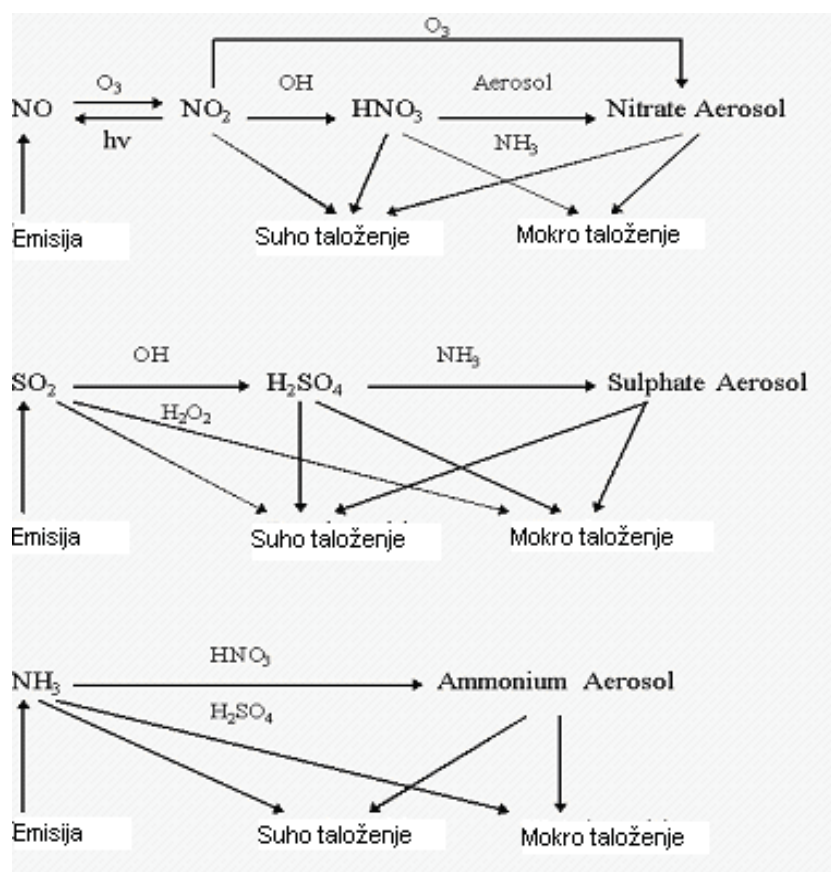 O₃
O₃ OH Aerosol
NO NO₂ HNO₃ Nitrate Aerosol
hv NH₃
Emisija Suho taloženje Mokro taloženje
OH NH₃
SO₂ H₂SO₄ Sulphate Aerosol
H₂O₂
Emisija Suho taloženje Mokro taloženje
HNO₃
NH₃ Ammonium Aerosol
H₂SO₄
Emisija Suho taloženje Mokro taloženje